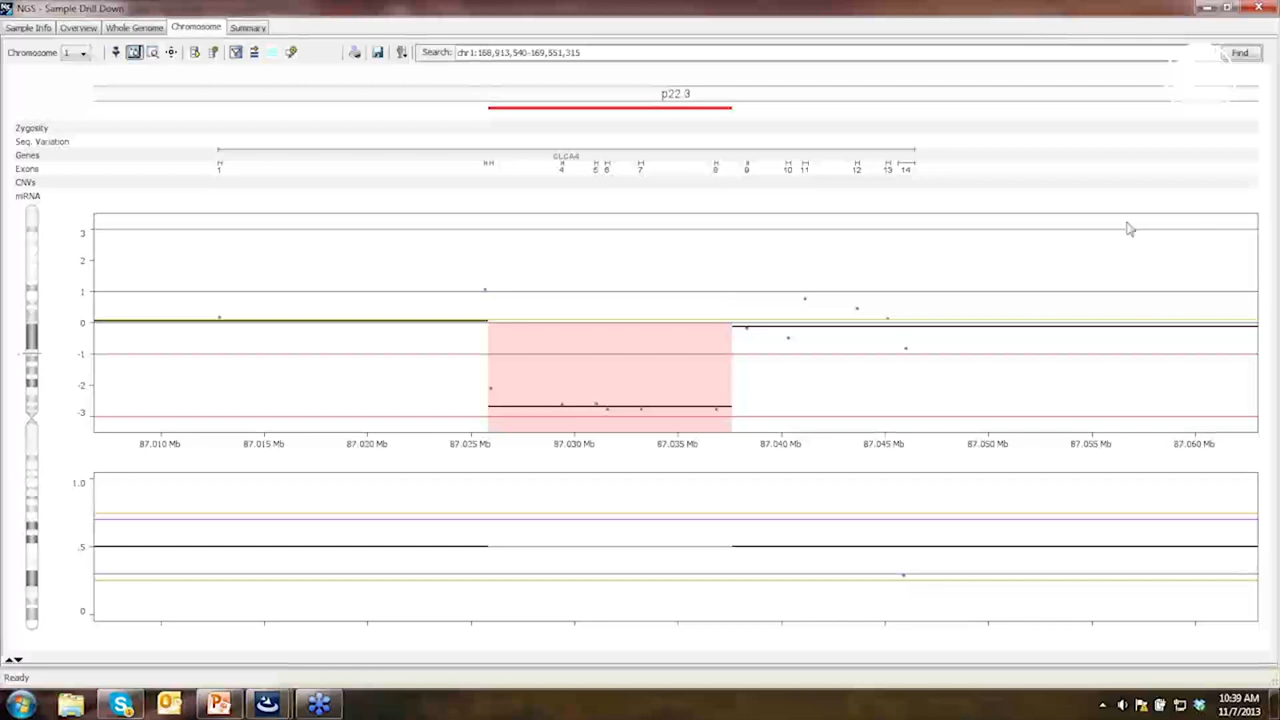 NGS - Sample Drill Down
Sample Info Overview Whole Genome Chromosome Summary
Chromosome 1 Search: chr1:168,913,540-169,551,315 Find
p22.3
Zygosity
Seq. Variation
Genes CLCA4
Exons 1 4 5 6 7 8 9 10 11 12 13 14
CNVs
mRNA
3
2
1
0
-1
-2
-3
87.010 Mb 87.015 Mb 87.020 Mb 87.025 Mb 87.030 Mb 87.035 Mb 87.040 Mb 87.045 Mb 87.050 Mb 87.055 Mb 87.060 Mb
1.0
.5
0
Ready
10:39 AM
11/7/2013